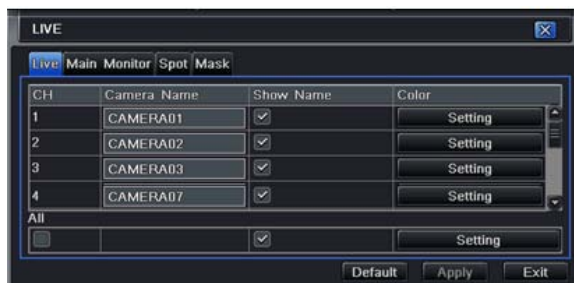 LIVE
Live Main Monitor Spot Mask
CH Camera Name Show Name Color
1 CAMERA01 Setting
2 CAMERA02 Setting
3 CAMERA03 Setting
4 CAMERA07 Setting
All
Setting
Default Apply Exit